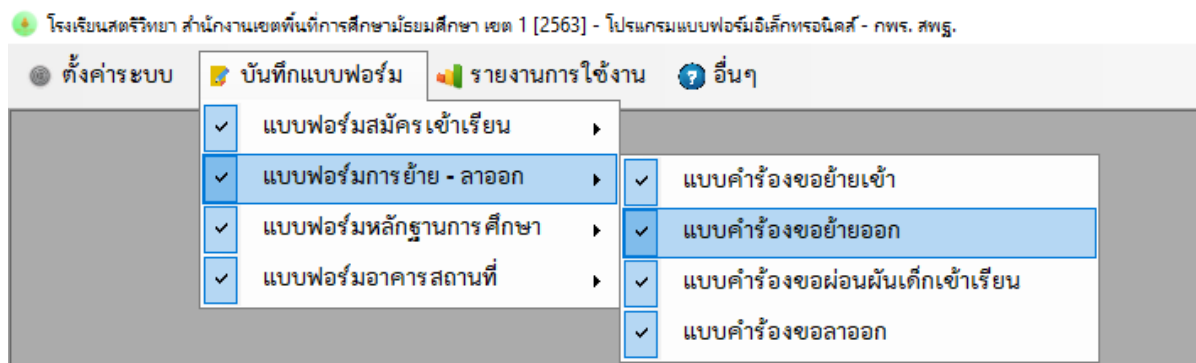 โรงเรียนสตรีวิทยา สำนักงานเขตพื้นที่การศึกษามัธยมศึกษา เขต 1 [2563] - โปรแกรมแบบฟอร์มอิเล็กทรอนิคส์ - กพร. สพฐ.
ตั้งค่าระบบ บันทึกแบบฟอร์ม รายงานการใช้งาน อื่นๆ
แบบฟอร์มสมัครเข้าเรียน
แบบฟอร์มการย้าย - ลาออก
แบบฟอร์มหลักฐานการศึกษา
แบบฟอร์มอาคารสถานที่
แบบคำร้องขอย้ายเข้า
แบบคำร้องขอย้ายออก
แบบคำร้องขอผ่อนผันเด็กเข้าเรียน
แบบคำร้องขอลาออก